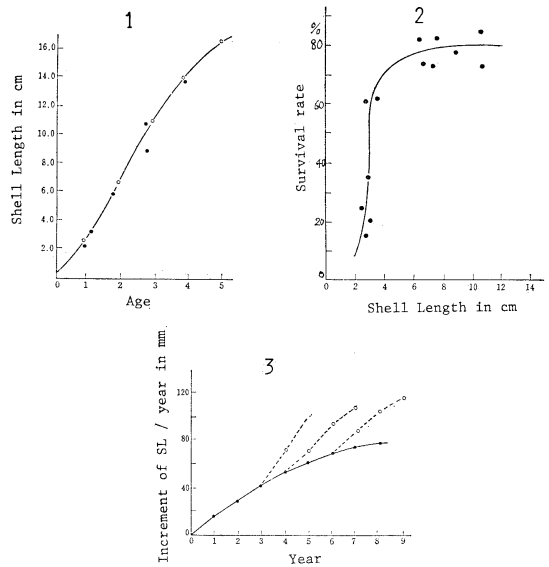 1
Shell Length in cm
16.0
14.0
12.0
10.0
8.0
6.0
4.0
2.0
0 1 2 3 4 5
Age
2
Survival rate
%
80
60
40
20
0
0 2 4 6 8 10 12 14
Shell Length in cm
3
Increment of SL / year in mm
120
80
40
0
0 1 2 3 4 5 6 7 8 9
Year